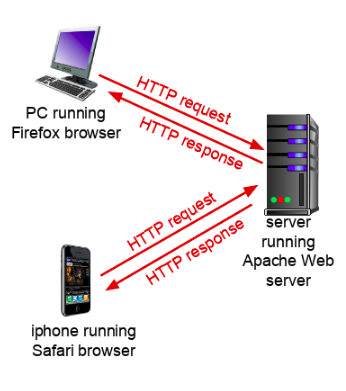 HTTP request
PC running
Firefox browser
HTTP response
HTTP request
server
running
Apache Web
server
HTTP response
iphone running
Safari browser